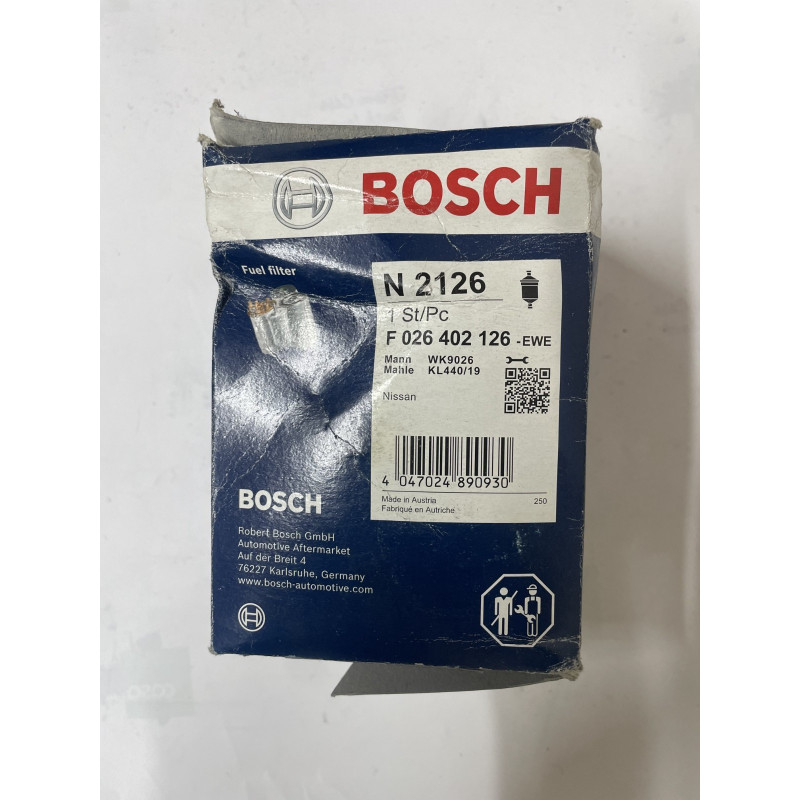 BOSCH
Fuel filter
N 2126
1 St/Pc
F 026 402 126 -EWE
Mann WK9026
Mahle KL440/19
Nissan
4 047024 890930
Made in Austria 250
Fabriqué en Autriche
BOSCH
Robert Bosch GmbH
Automotive Aftermarket
Auf der Breit 4
76227 Karlsruhe, Germany
www.bosch-automotive.com